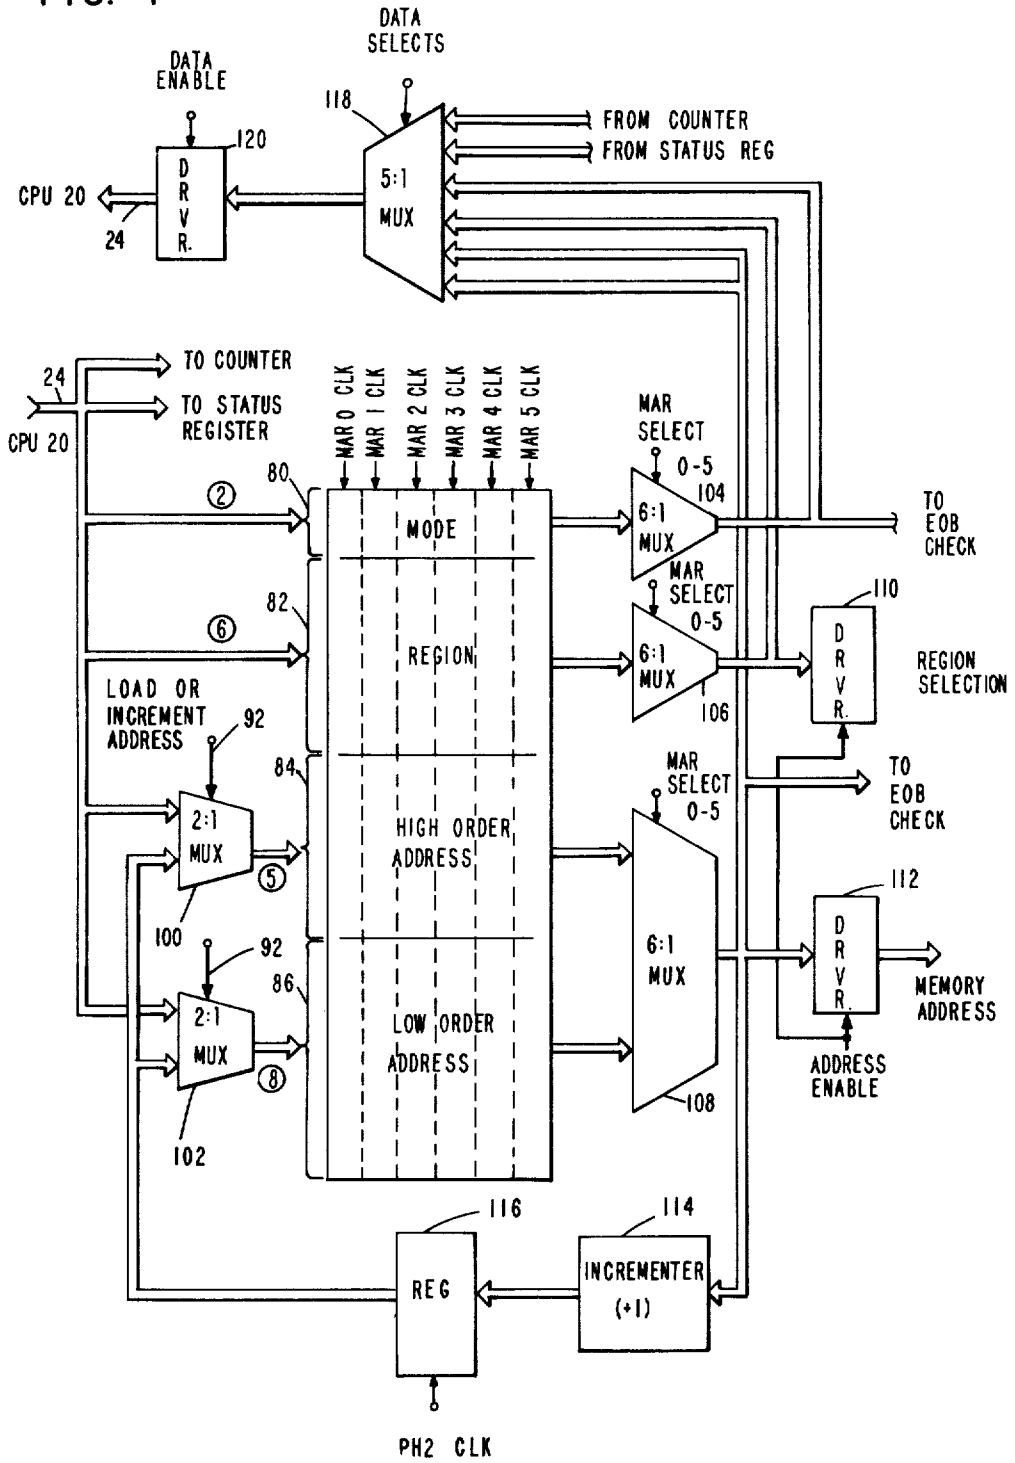 DATA
SELECTS
DATA
ENABLE
118
120
FROM COUNTER
FROM STATUS REG
DRVR.
5:1
MUX
CPU 20
24
24
CPU 20
TO COUNTER
TO STATUS
REGISTER
MAR 0 CLK
MAR 1 CLK
MAR 2 CLK
MAR 3 CLK
MAR 4 CLK
MAR 5 CLK
MAR
SELECT
0-5
104
80
2
MODE
6:1
MUX
TO
EOB
CHECK
MAR
SELECT
0-5
110
82
6
REGION
6:1
MUX
106
DRVR.
REGION
SELECTION
LOAD OR
INCREMENT
ADDRESS
92
84
MAR
SELECT
0-5
TO
EOB
CHECK
2:1
MUX
5
100
HIGH ORDER
ADDRESS
112
92
86
6:1
MUX
DRVR.
MEMORY
ADDRESS
2:1
MUX
8
102
LOW ORDER
ADDRESS
108
ADDRESS
ENABLE
116
114
REG
INCREMENTER
(+1)
PH2 CLK